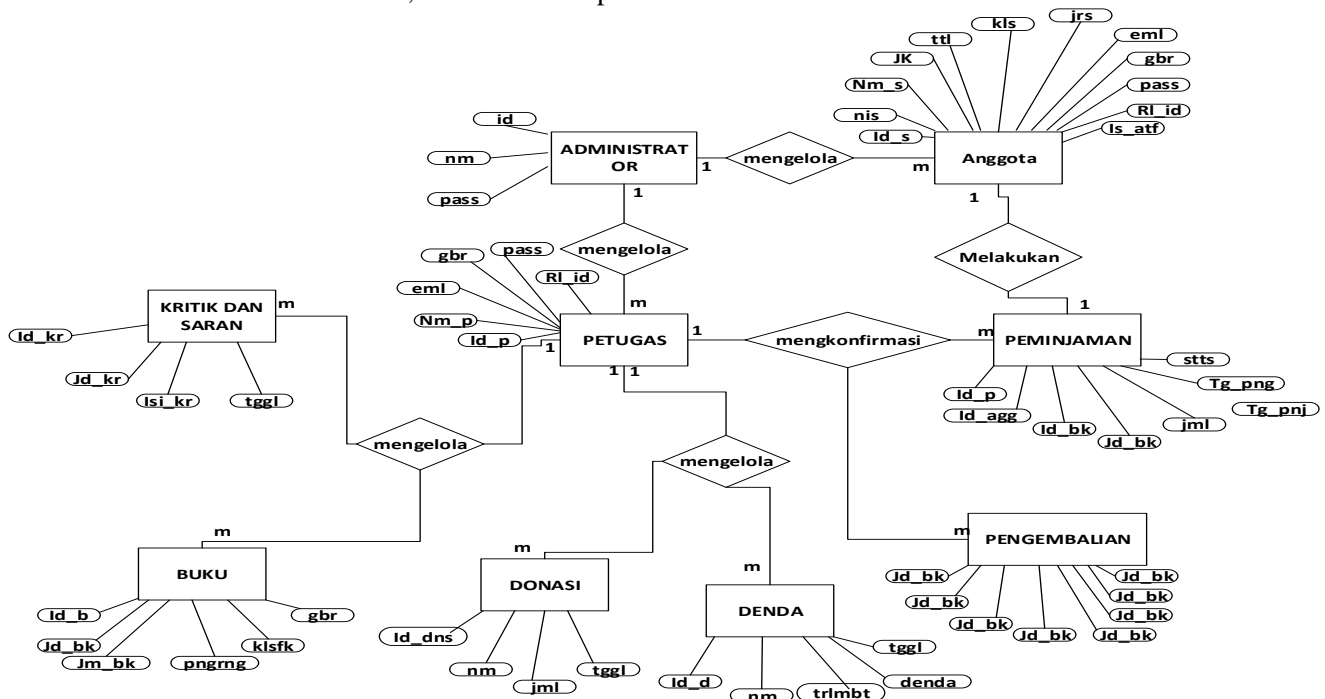 kls
jrs
ttl
eml
JK
gbr
Nm_s
pass
nis
Rl_id
Id_s
Is_atf
id
ADMINISTRAT
OR
1
mengelola
m
Anggota
nm
pass
1
1
mengelola
Melakukan
gbr
pass
Rl_id
eml
Nm_p
Id_p
m
1
KRITIK DAN
SARAN
m
Id_kr
Jd_kr
Isi_kr
tggl
1
PETUGAS
1
mengkonfirmasi
m
PEMINJAMAN
stts
Tg_png
Tg_pnj
Id_p
Id_agg
Id_bk
Jd_bk
jml
1
1
mengelola
mengelola
m
BUKU
Id_b
Jd_bk
Jm_bk
pngrng
klsfk
gbr
m
DONASI
Id_dns
nm
jml
tggl
m
DENDA
Id_d
nm
trlmbt
denda
tggl
m
PENGEMBALIAN
Jd_bk
Jd_bk
Jd_bk
Jd_bk
Jd_bk
Jd_bk
Jd_bk
Jd_bk